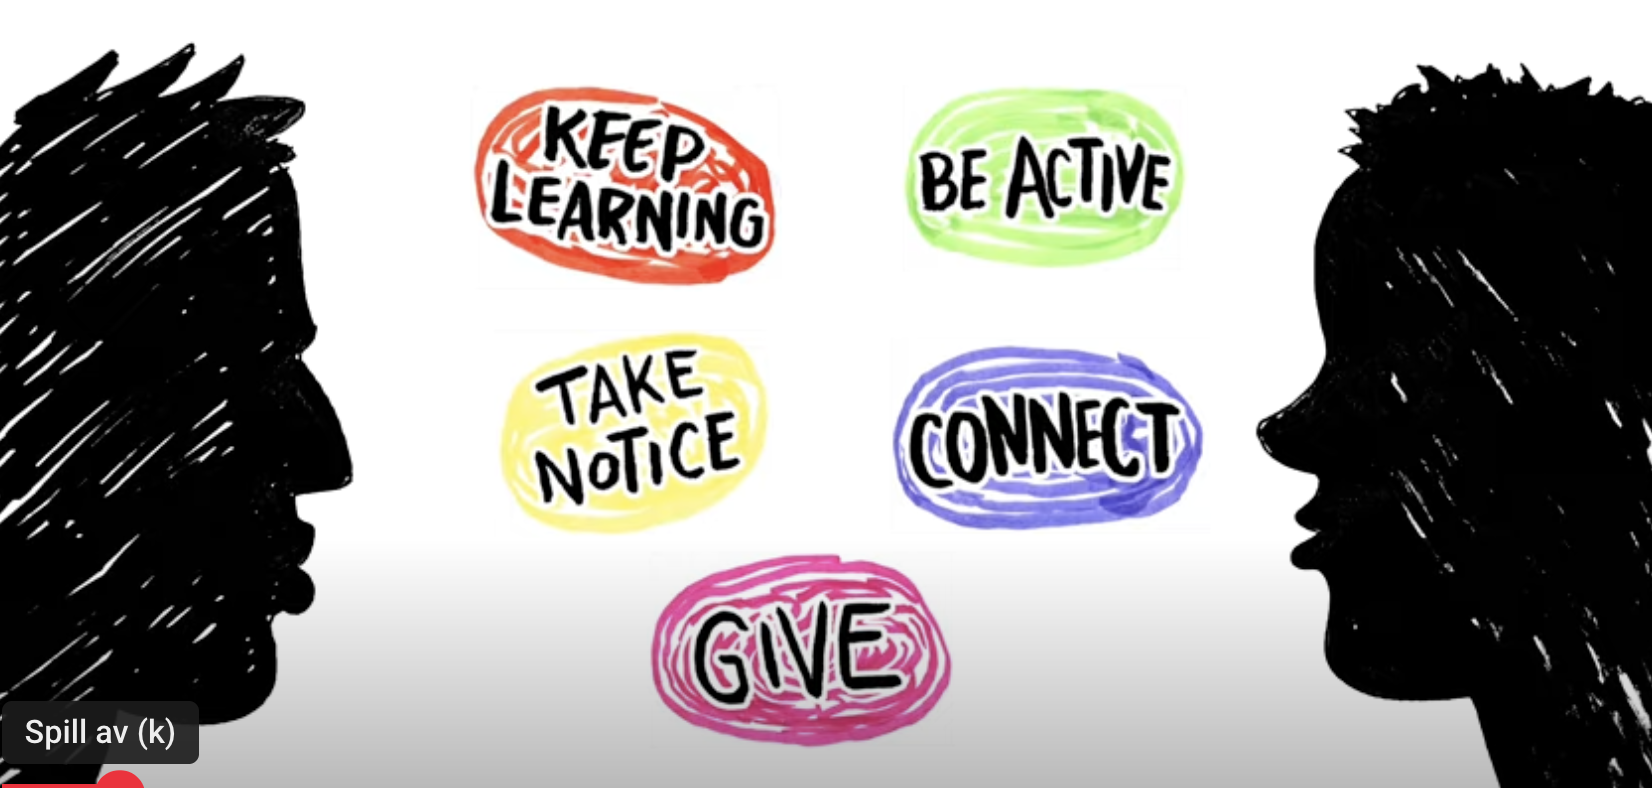 KEEP
LEARNING
BE ACTIVE
TAKE
NOTICE
CONNECT
GIVE
Spill av (k)